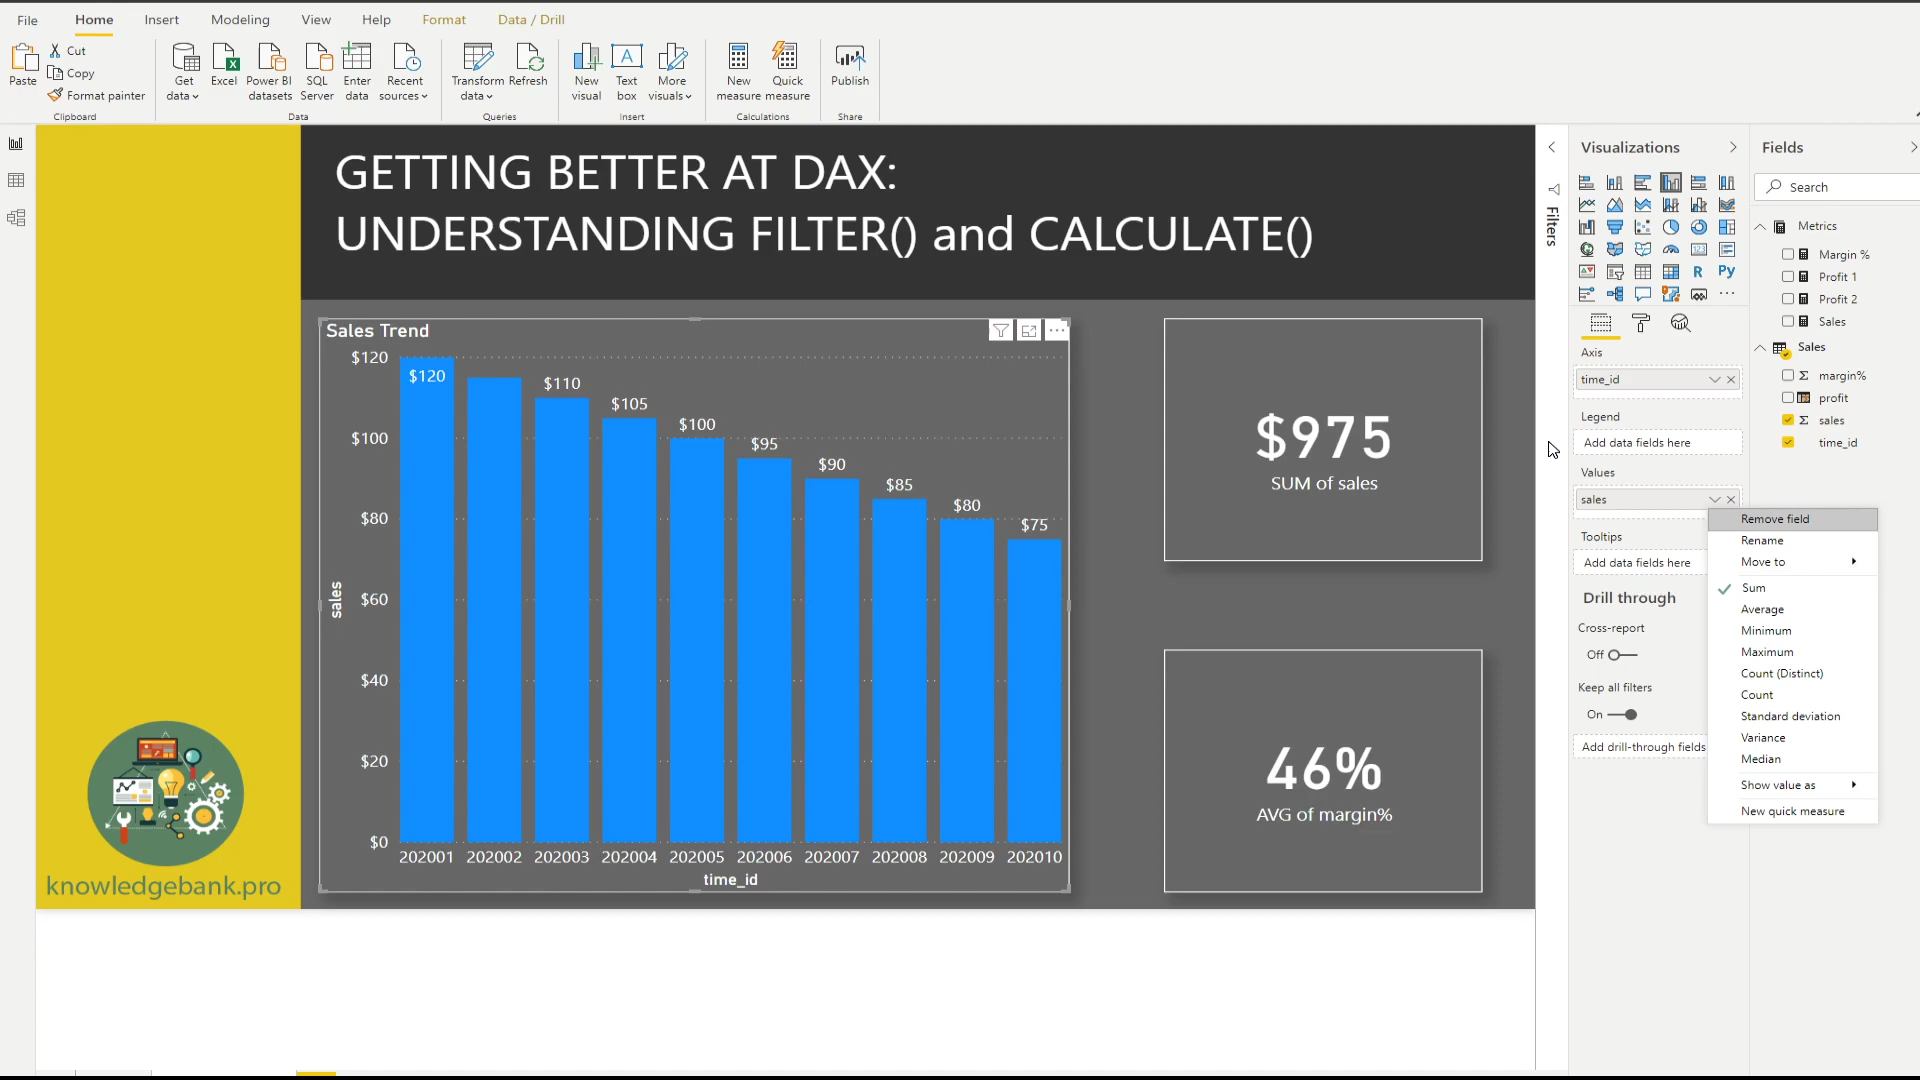 File Home Insert Modeling View Help Format Data / Drill
Paste
Cut
Copy
Format painter
Clipboard
Get data
Excel
Power BI datasets
SQL Server
Enter data
Recent sources
Data
Transform data
Refresh
Queries
New visual
Text box
More visuals
Insert
New measure
Quick measure
Calculations
Publish
Share
GETTING BETTER AT DAX:
UNDERSTANDING FILTER() and CALCULATE()
Sales Trend
$120
$100
$80
$60
$40
$20
$0
sales
$120
$110
$105
$100
$95
$90
$85
$80
$75
202001 202002 202003 202004 202005 202006 202007 202008 202009 202010
time_id
$975
SUM of sales
46%
AVG of margin%
knowledgebank.pro
Filters
Visualizations
R
Py
123
Axis
time_id
Legend
Add data fields here
Values
sales
Tooltips
Add data fields here
Drill through
Cross-report
Off
Keep all filters
On
Add drill-through fields
Remove field
Rename
Move to
Sum
Average
Minimum
Maximum
Count (Distinct)
Count
Standard deviation
Variance
Median
Show value as
New quick measure
Fields
Search
Metrics
Margin %
Profit 1
Profit 2
Sales
Sales
Σ margin%
profit
Σ sales
time_id